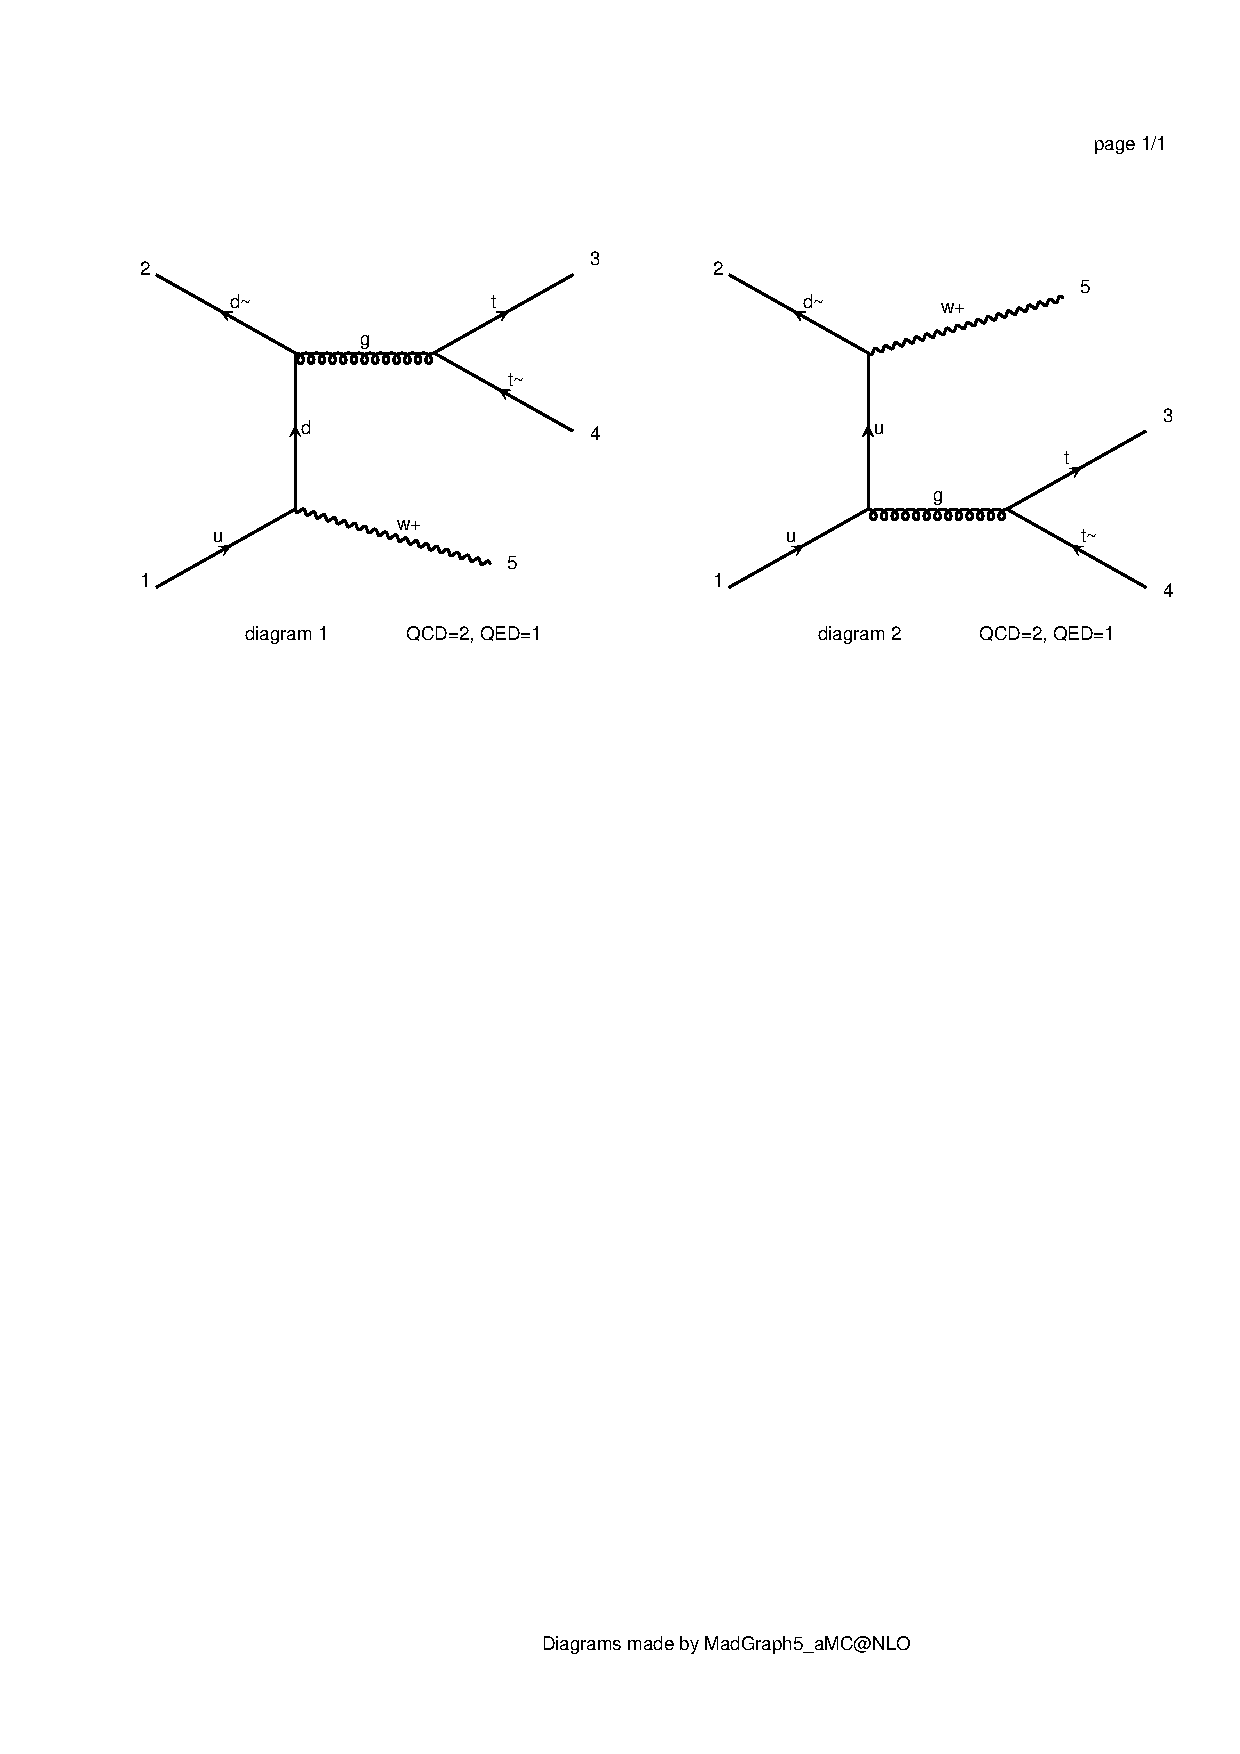 page 1/1
2
d~
g
t
3
t~
4
d
1
u
w+
5
diagram 1 QCD=2, QED=1
2
d~
w+
5
u
g
t
3
t~
4
1
u
diagram 2 QCD=2, QED=1
Diagrams made by MadGraph5_aMC@NLO